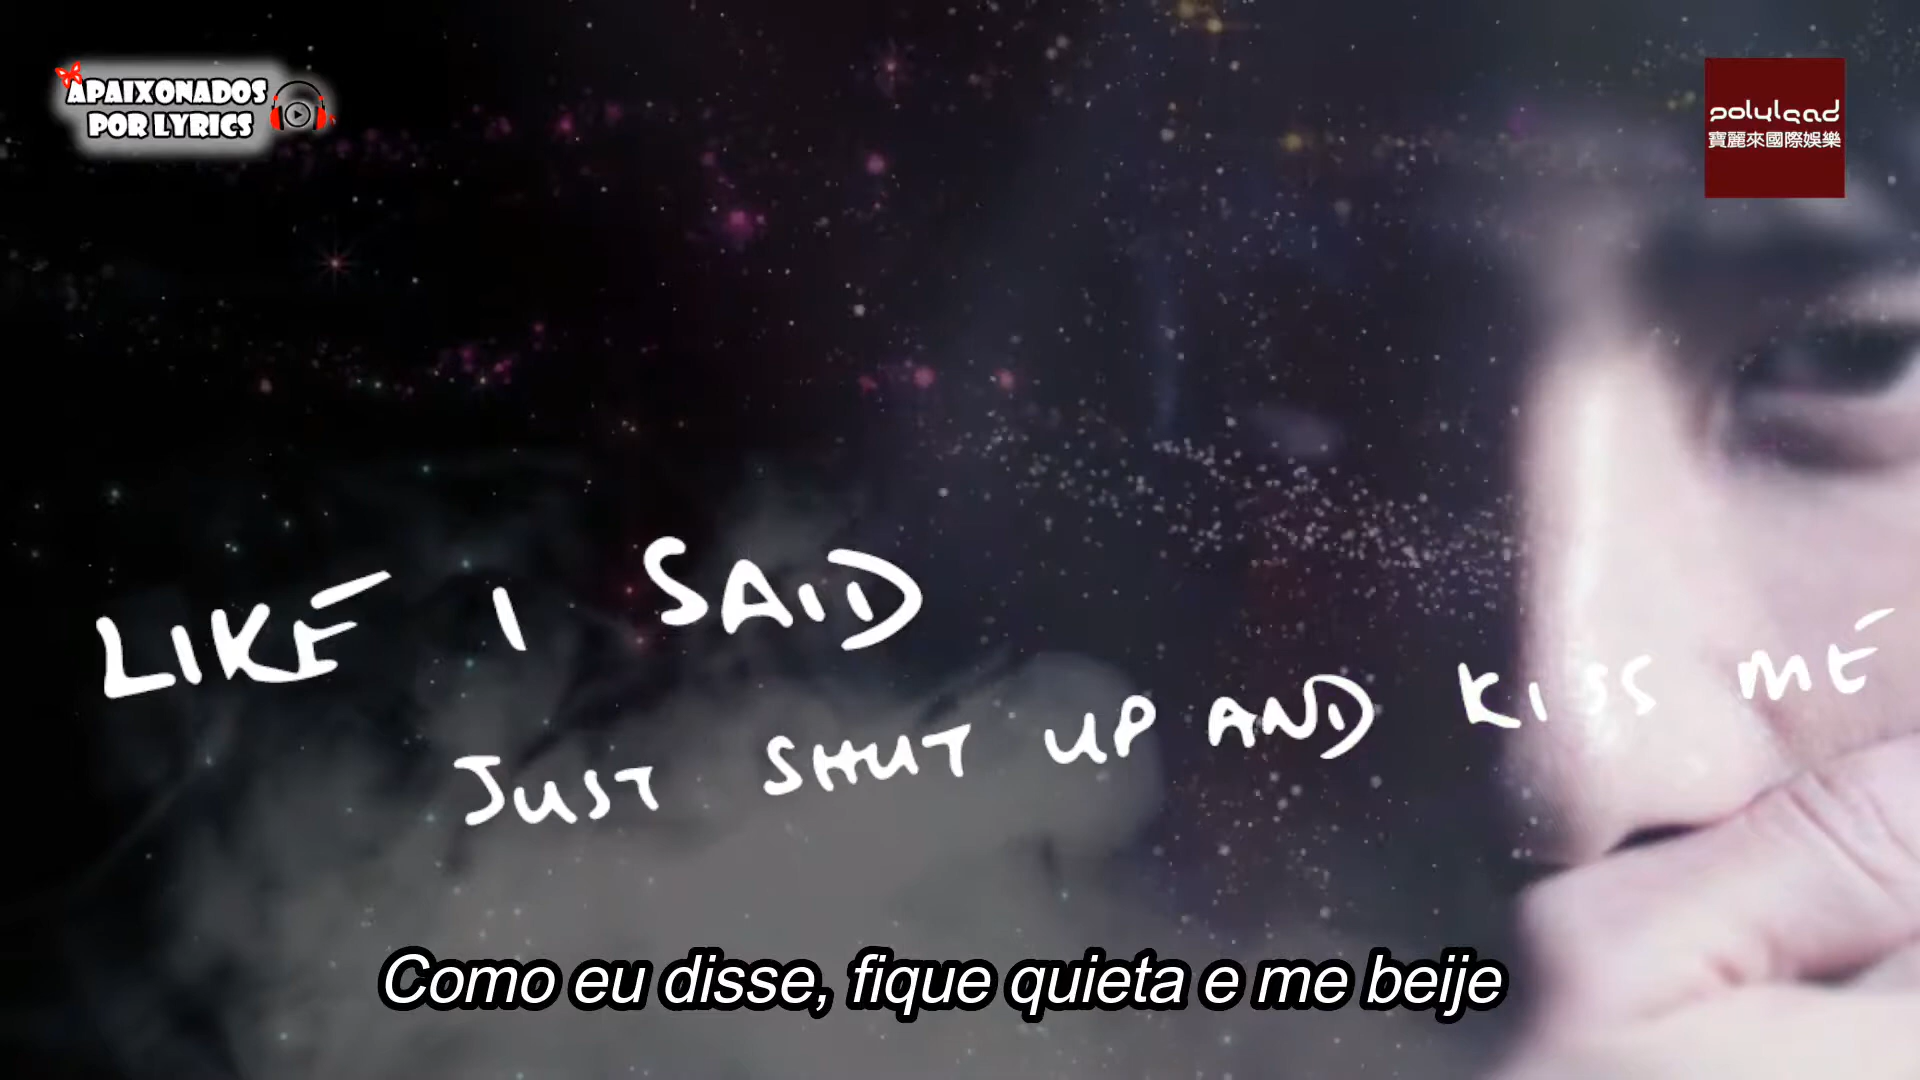 APAIXONADOS
POR LYRICS
polylead
寶麗來國際娛樂
LIKE I SAID
JUST SHUT UP AND KISS ME
Como eu disse, fique quieta e me beije